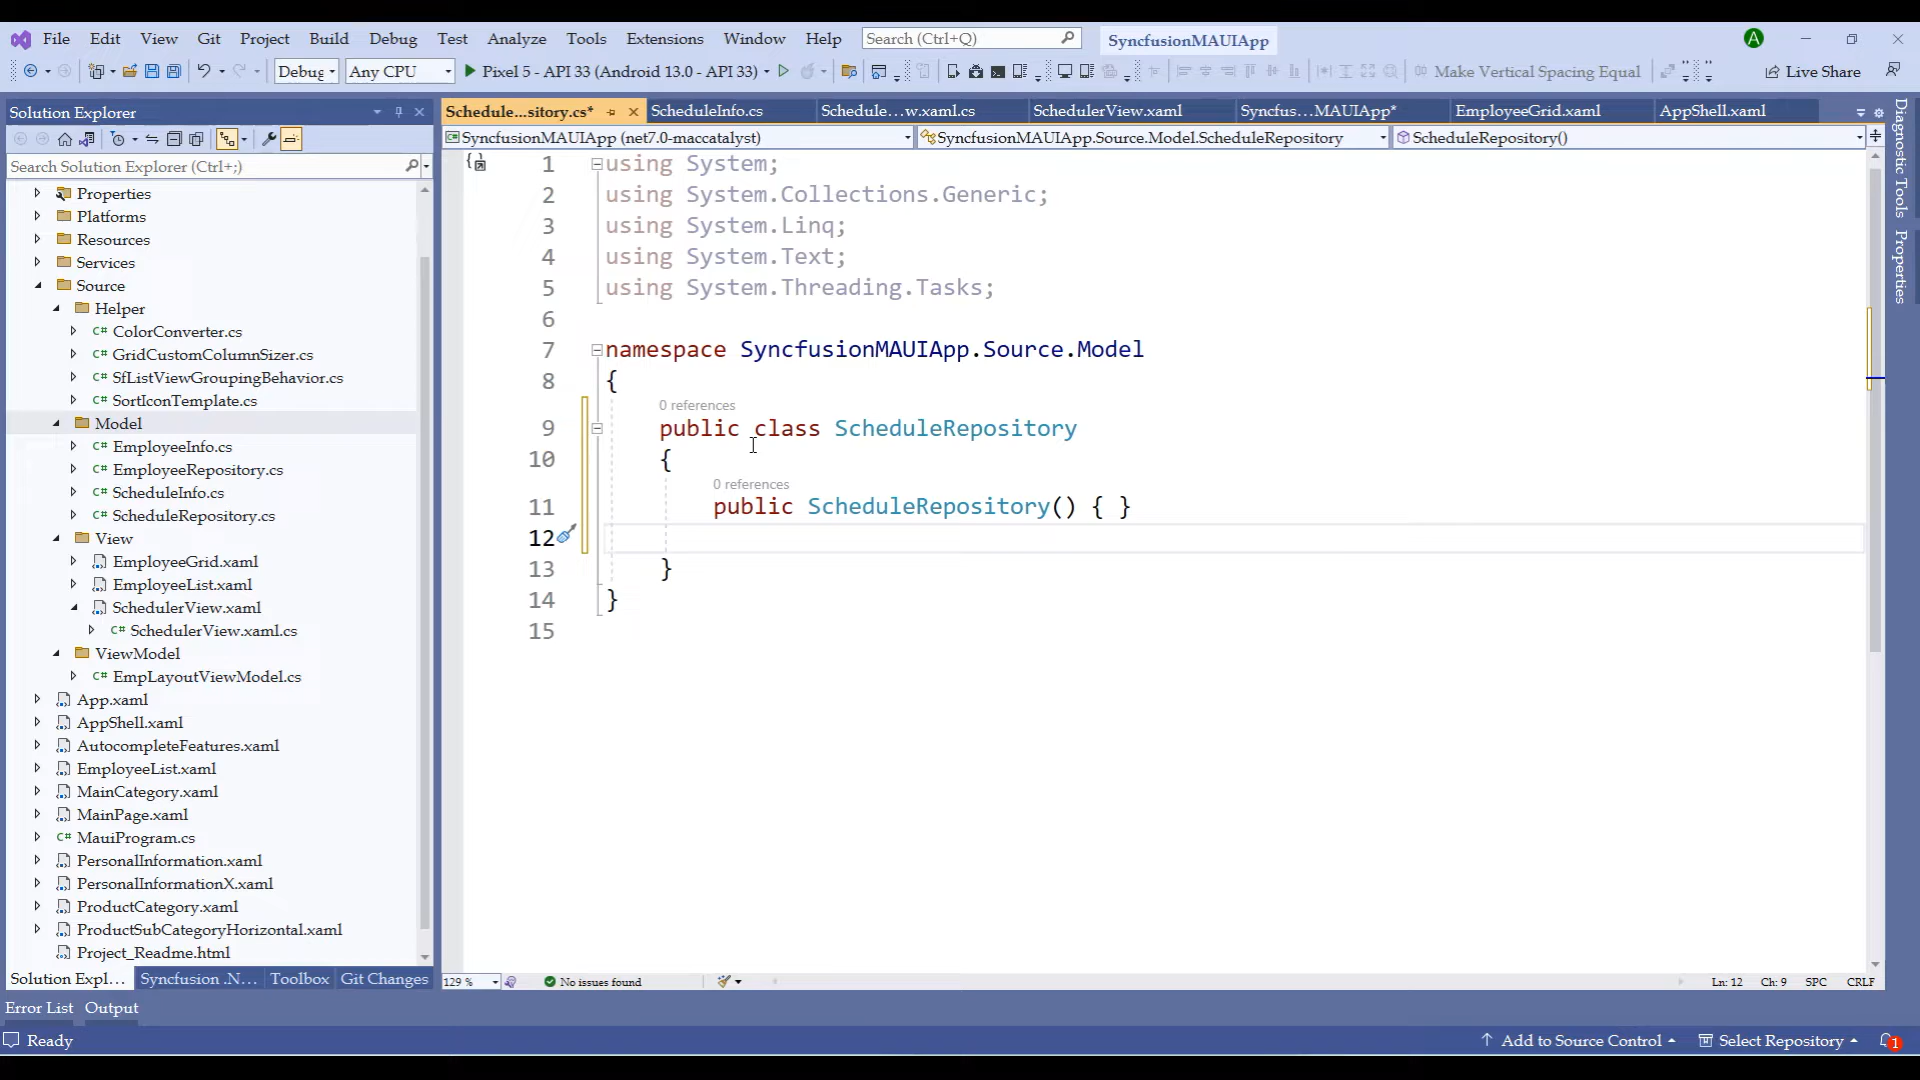 File Edit View Git Project Build Debug Test Analyze Tools Extensions Window Help Search (Ctrl+Q) SyncfusionMAUIApp A
Debug Any CPU Pixel 5 - API 33 (Android 13.0 - API 33) Make Vertical Spacing Equal Live Share
Solution Explorer
Search Solution Explorer (Ctrl+;)
Properties
Platforms
Resources
Services
Source
Helper
C# ColorConverter.cs
C# GridCustomColumnSizer.cs
C# SfListViewGroupingBehavior.cs
C# SortIconTemplate.cs
Model
C# EmployeeInfo.cs
C# EmployeeRepository.cs
C# ScheduleInfo.cs
C# ScheduleRepository.cs
View
EmployeeGrid.xaml
EmployeeList.xaml
SchedulerView.xaml
C# SchedulerView.xaml.cs
ViewModel
C# EmpLayoutViewModel.cs
App.xaml
AppShell.xaml
AutocompleteFeatures.xaml
EmployeeList.xaml
MainCategory.xaml
MainPage.xaml
C# MauiProgram.cs
PersonalInformation.xaml
PersonalInformationX.xaml
ProductCategory.xaml
ProductSubCategoryHorizontal.xaml
Project_Readme.html
Solution Expl... Syncfusion .N... Toolbox Git Changes
Schedule...sitory.cs* ScheduleInfo.cs Schedule...w.xaml.cs SchedulerView.xaml Syncfus...MAUIApp* EmployeeGrid.xaml AppShell.xaml
SyncfusionMAUIApp (net7.0-maccatalyst) SyncfusionMAUIApp.Source.Model.ScheduleRepository ScheduleRepository()
1 using System;
2 using System.Collections.Generic;
3 using System.Linq;
4 using System.Text;
5 using System.Threading.Tasks;
6
7 namespace SyncfusionMAUIApp.Source.Model
8 {
0 references
9 public class ScheduleRepository
10 {
0 references
11 public ScheduleRepository() { }
12
13 }
14 }
15
129 % No issues found Ln: 12 Ch: 9 SPC CRLF
Diagnostic Tools
Properties
Error List Output
Ready Add to Source Control Select Repository 1